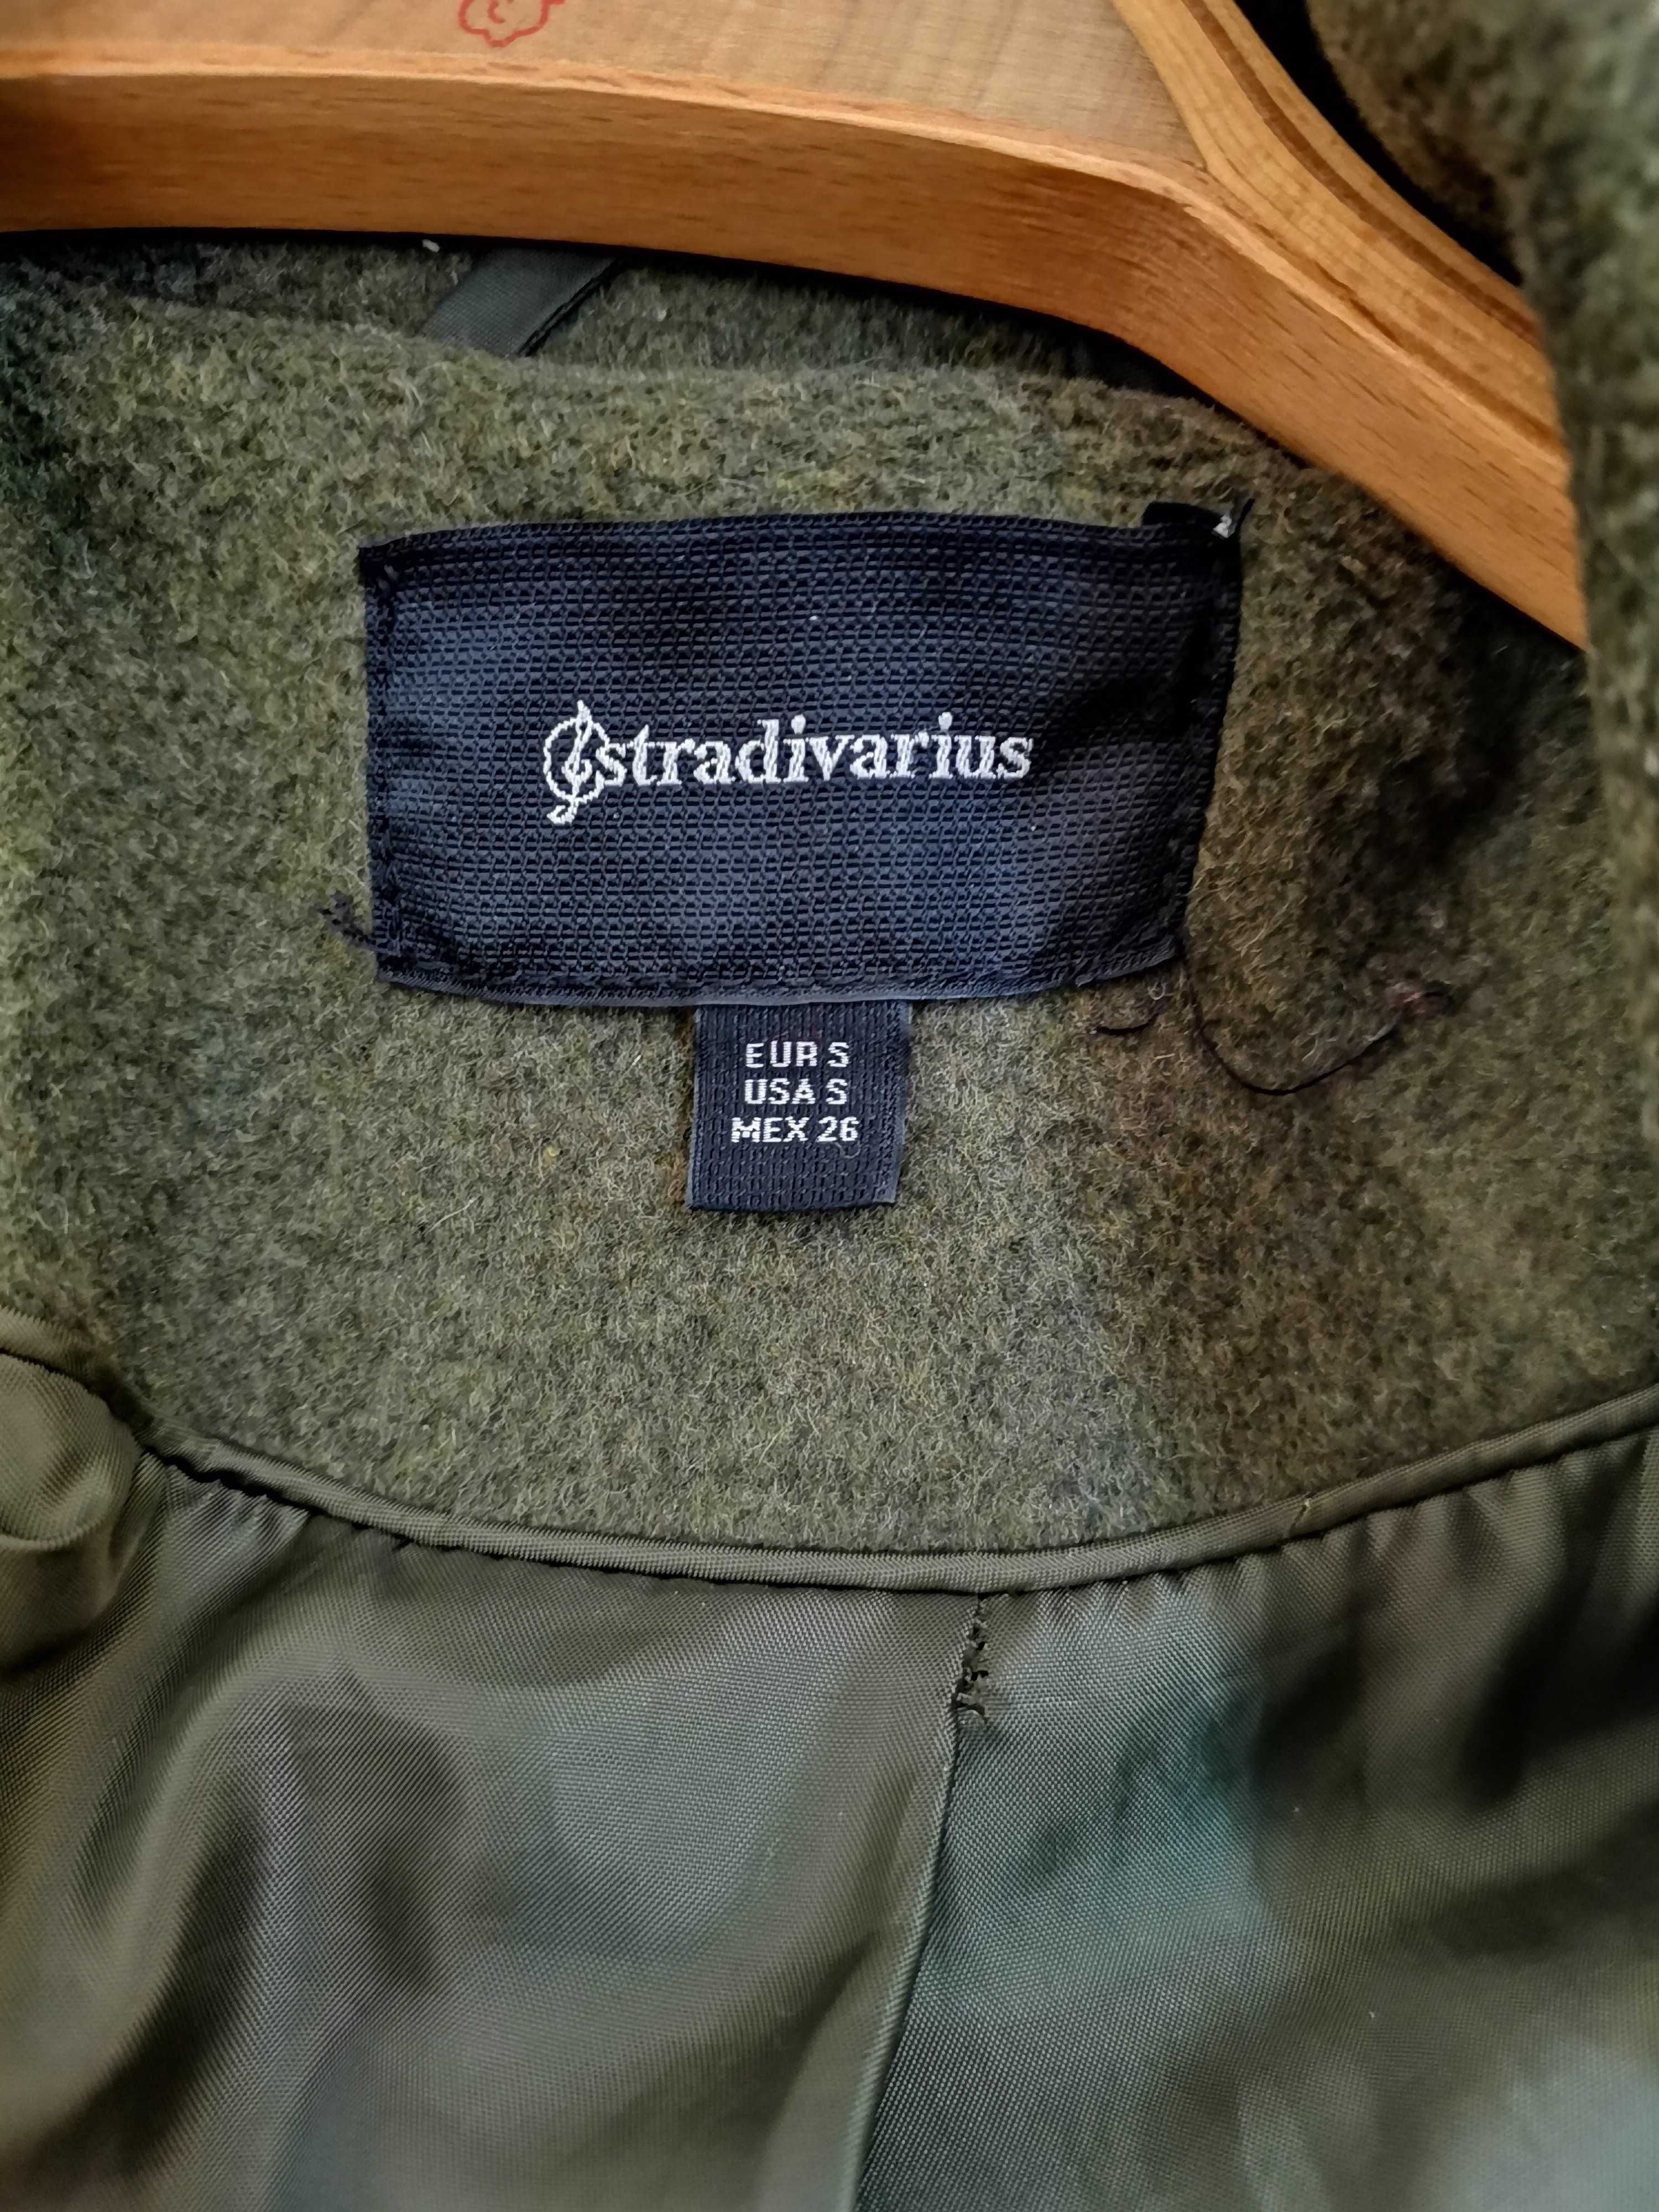 stradivarius
EUR S
USA S
MEX 26